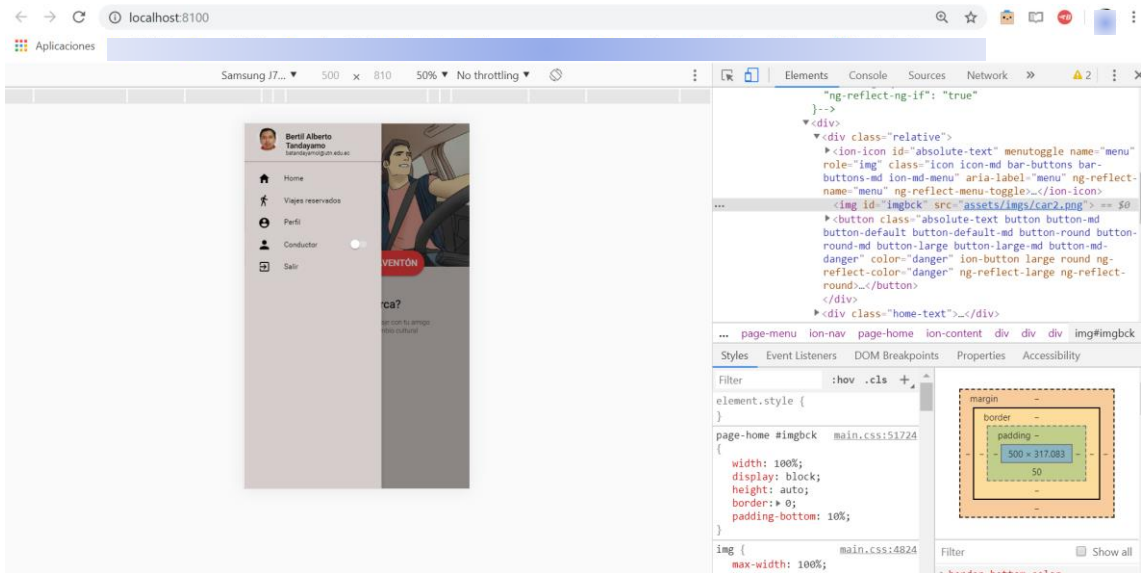 localhost:8100
Aplicaciones
Samsung J7... ▼ 500 x 810 50% ▼ No throttling ▼
Elements Console Sources Network » 2
"ng-reflect-ng-if": "true"
}-->
▼<div>
▼<div class="relative">
▶<ion-icon id="absolute-text" menutoggle name="menu"
role="img" class="icon icon-md bar-buttons bar-
buttons-md ion-md-menu" aria-label="menu" ng-reflect-
name="menu" ng-reflect-menu-toggle>…</ion-icon>
... <img id="imgbck" src="assets/imgs/car2.png"> == $0
▶<button class="absolute-text button button-md
button-default button-default-md button-round button-
round-md button-large button-large-md button-md-
danger" color="danger" ion-button large round ng-
reflect-color="danger" ng-reflect-large ng-reflect-
round>…</button>
</div>
▶<div class="home-text">…</div>
... page-menu ion-nav page-home ion-content div div div img#imgbck
Styles Event Listeners DOM Breakpoints Properties Accessibility
Filter :hov .cls +
element.style {
}
page-home #imgbck main.css:51724
{
width: 100%;
display: block;
height: auto;
border:▶ 0;
padding-bottom: 10%;
}
img { main.css:4824
max-width: 100%;
margin –
border –
padding –
– – – 500 × 317.083 – – –
50
–
–
Filter Show all
Bertil Alberto
Tandayamo
Home
Viajes reservados
Perfil
Conductor
Salir
VENTÓN
rca?